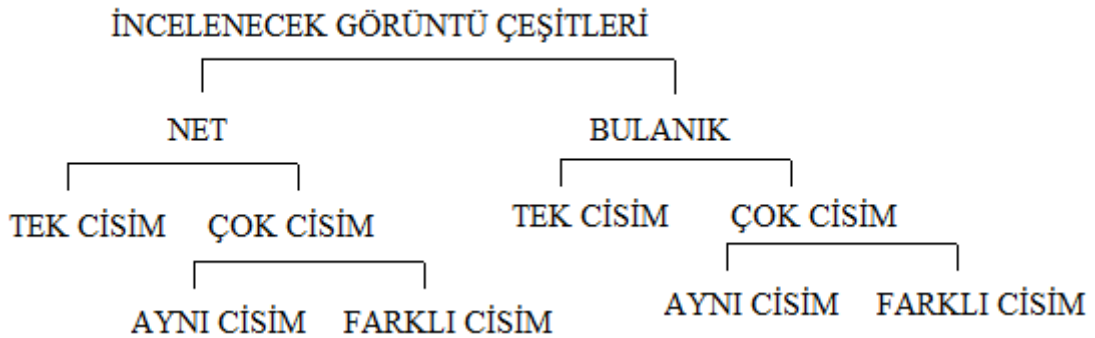 İNCELENECEK GÖRÜNTÜ ÇEŞİTLERİ
NET BULANIK
TEK CİSİM ÇOK CİSİM TEK CİSİM ÇOK CİSİM
AYNI CİSİM FARKLI CİSİM AYNI CİSİM FARKLI CİSİM